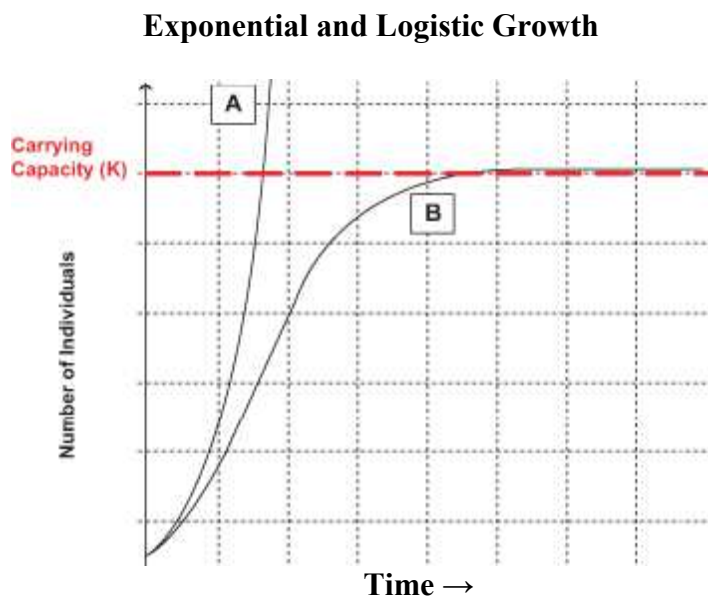 Exponential and Logistic Growth
A
Carrying
Capacity (K)
B
Number of Individuals
Time →